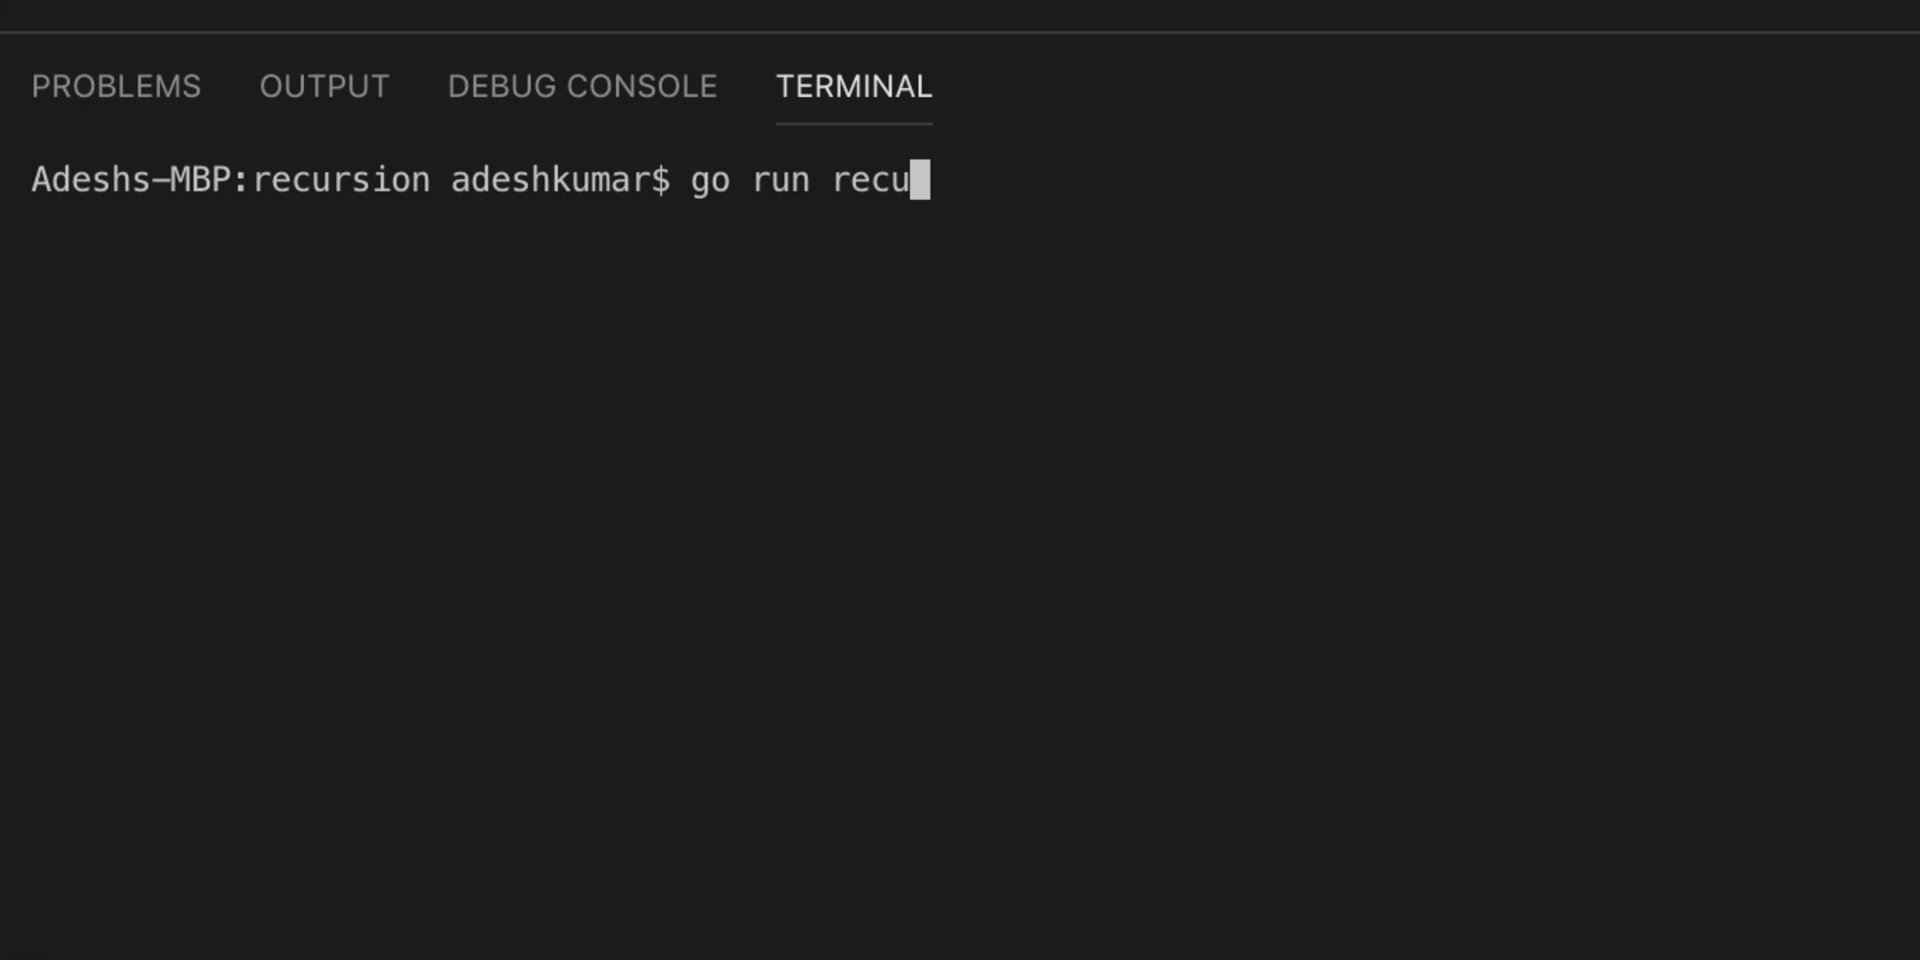 PROBLEMS OUTPUT DEBUG CONSOLE TERMINAL
Adeshs-MBP:recursion adeshkumar$ go run recu